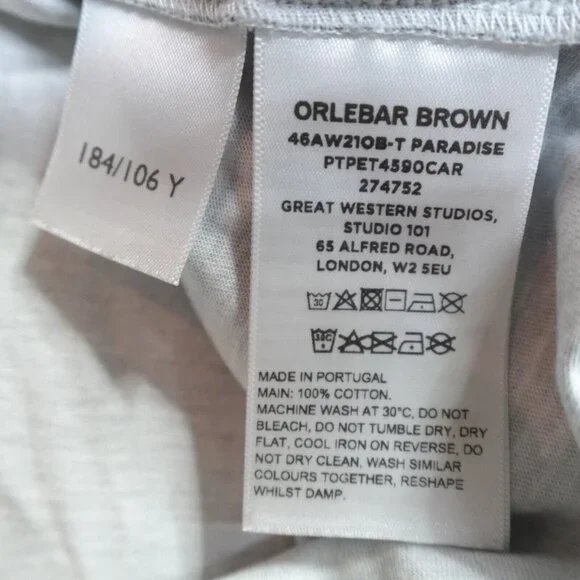 184/106 Y
ORLEBAR BROWN
46AW21OB-T PARADISE
PTPET4590CAR
274752
GREAT WESTERN STUDIOS,
STUDIO 101
65 ALFRED ROAD,
LONDON, W2 5EU
30
30°C
MADE IN PORTUGAL
MAIN: 100% COTTON.
MACHINE WASH AT 30°C, DO NOT
BLEACH, DO NOT TUMBLE DRY, DRY
FLAT, COOL IRON ON REVERSE, DO
NOT DRY CLEAN, WASH SIMILAR
COLOURS TOGETHER, RESHAPE
WHILST DAMP.